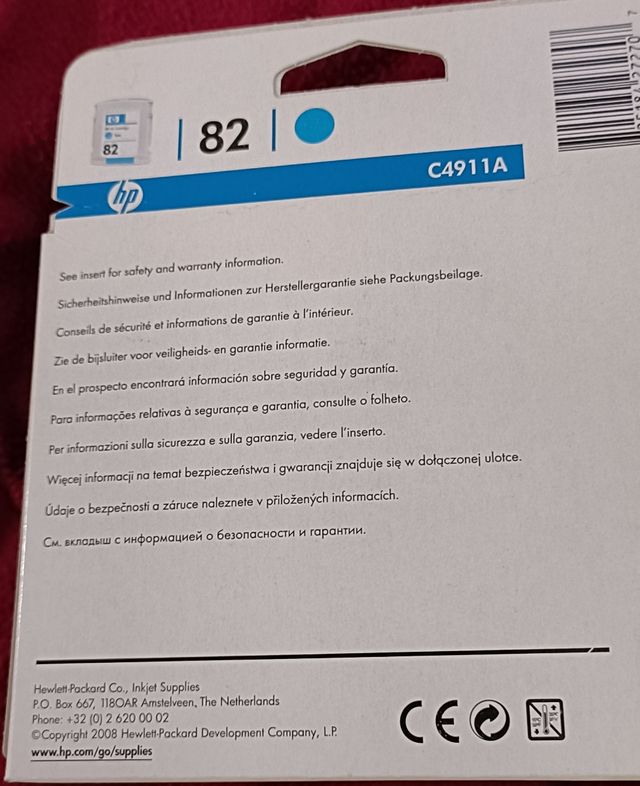 82
| 82 |
hp
C4911A
See insert for safety and warranty information.
Sicherheitshinweise und Informationen zur Herstellergarantie siehe Packungsbeilage.
Conseils de sécurité et informations de garantie à l'intérieur.
Zie de bijsluiter voor veiligheids- en garantie informatie.
En el prospecto encontrará información sobre seguridad y garantía.
Para informações relativas à segurança e garantia, consulte o folheto.
Per informazioni sulla sicurezza e sulla garanzia, vedere l'inserto.
Więcej informacji na temat bezpieczeństwa i gwarancji znajduje się w dołączonej ulotce.
Údaje o bezpečnosti a záruce naleznete v přiložených informacích.
См. вкладыш с информацией о безопасности и гарантии.
Hewlett-Packard Co., Inkjet Supplies
P.O. Box 667, 118OAR Amstelveen, The Netherlands
Phone: +32 (0) 2 620 00 02
©Copyright 2008 Hewlett-Packard Development Company, L.P.
www.hp.com/go/supplies
CE